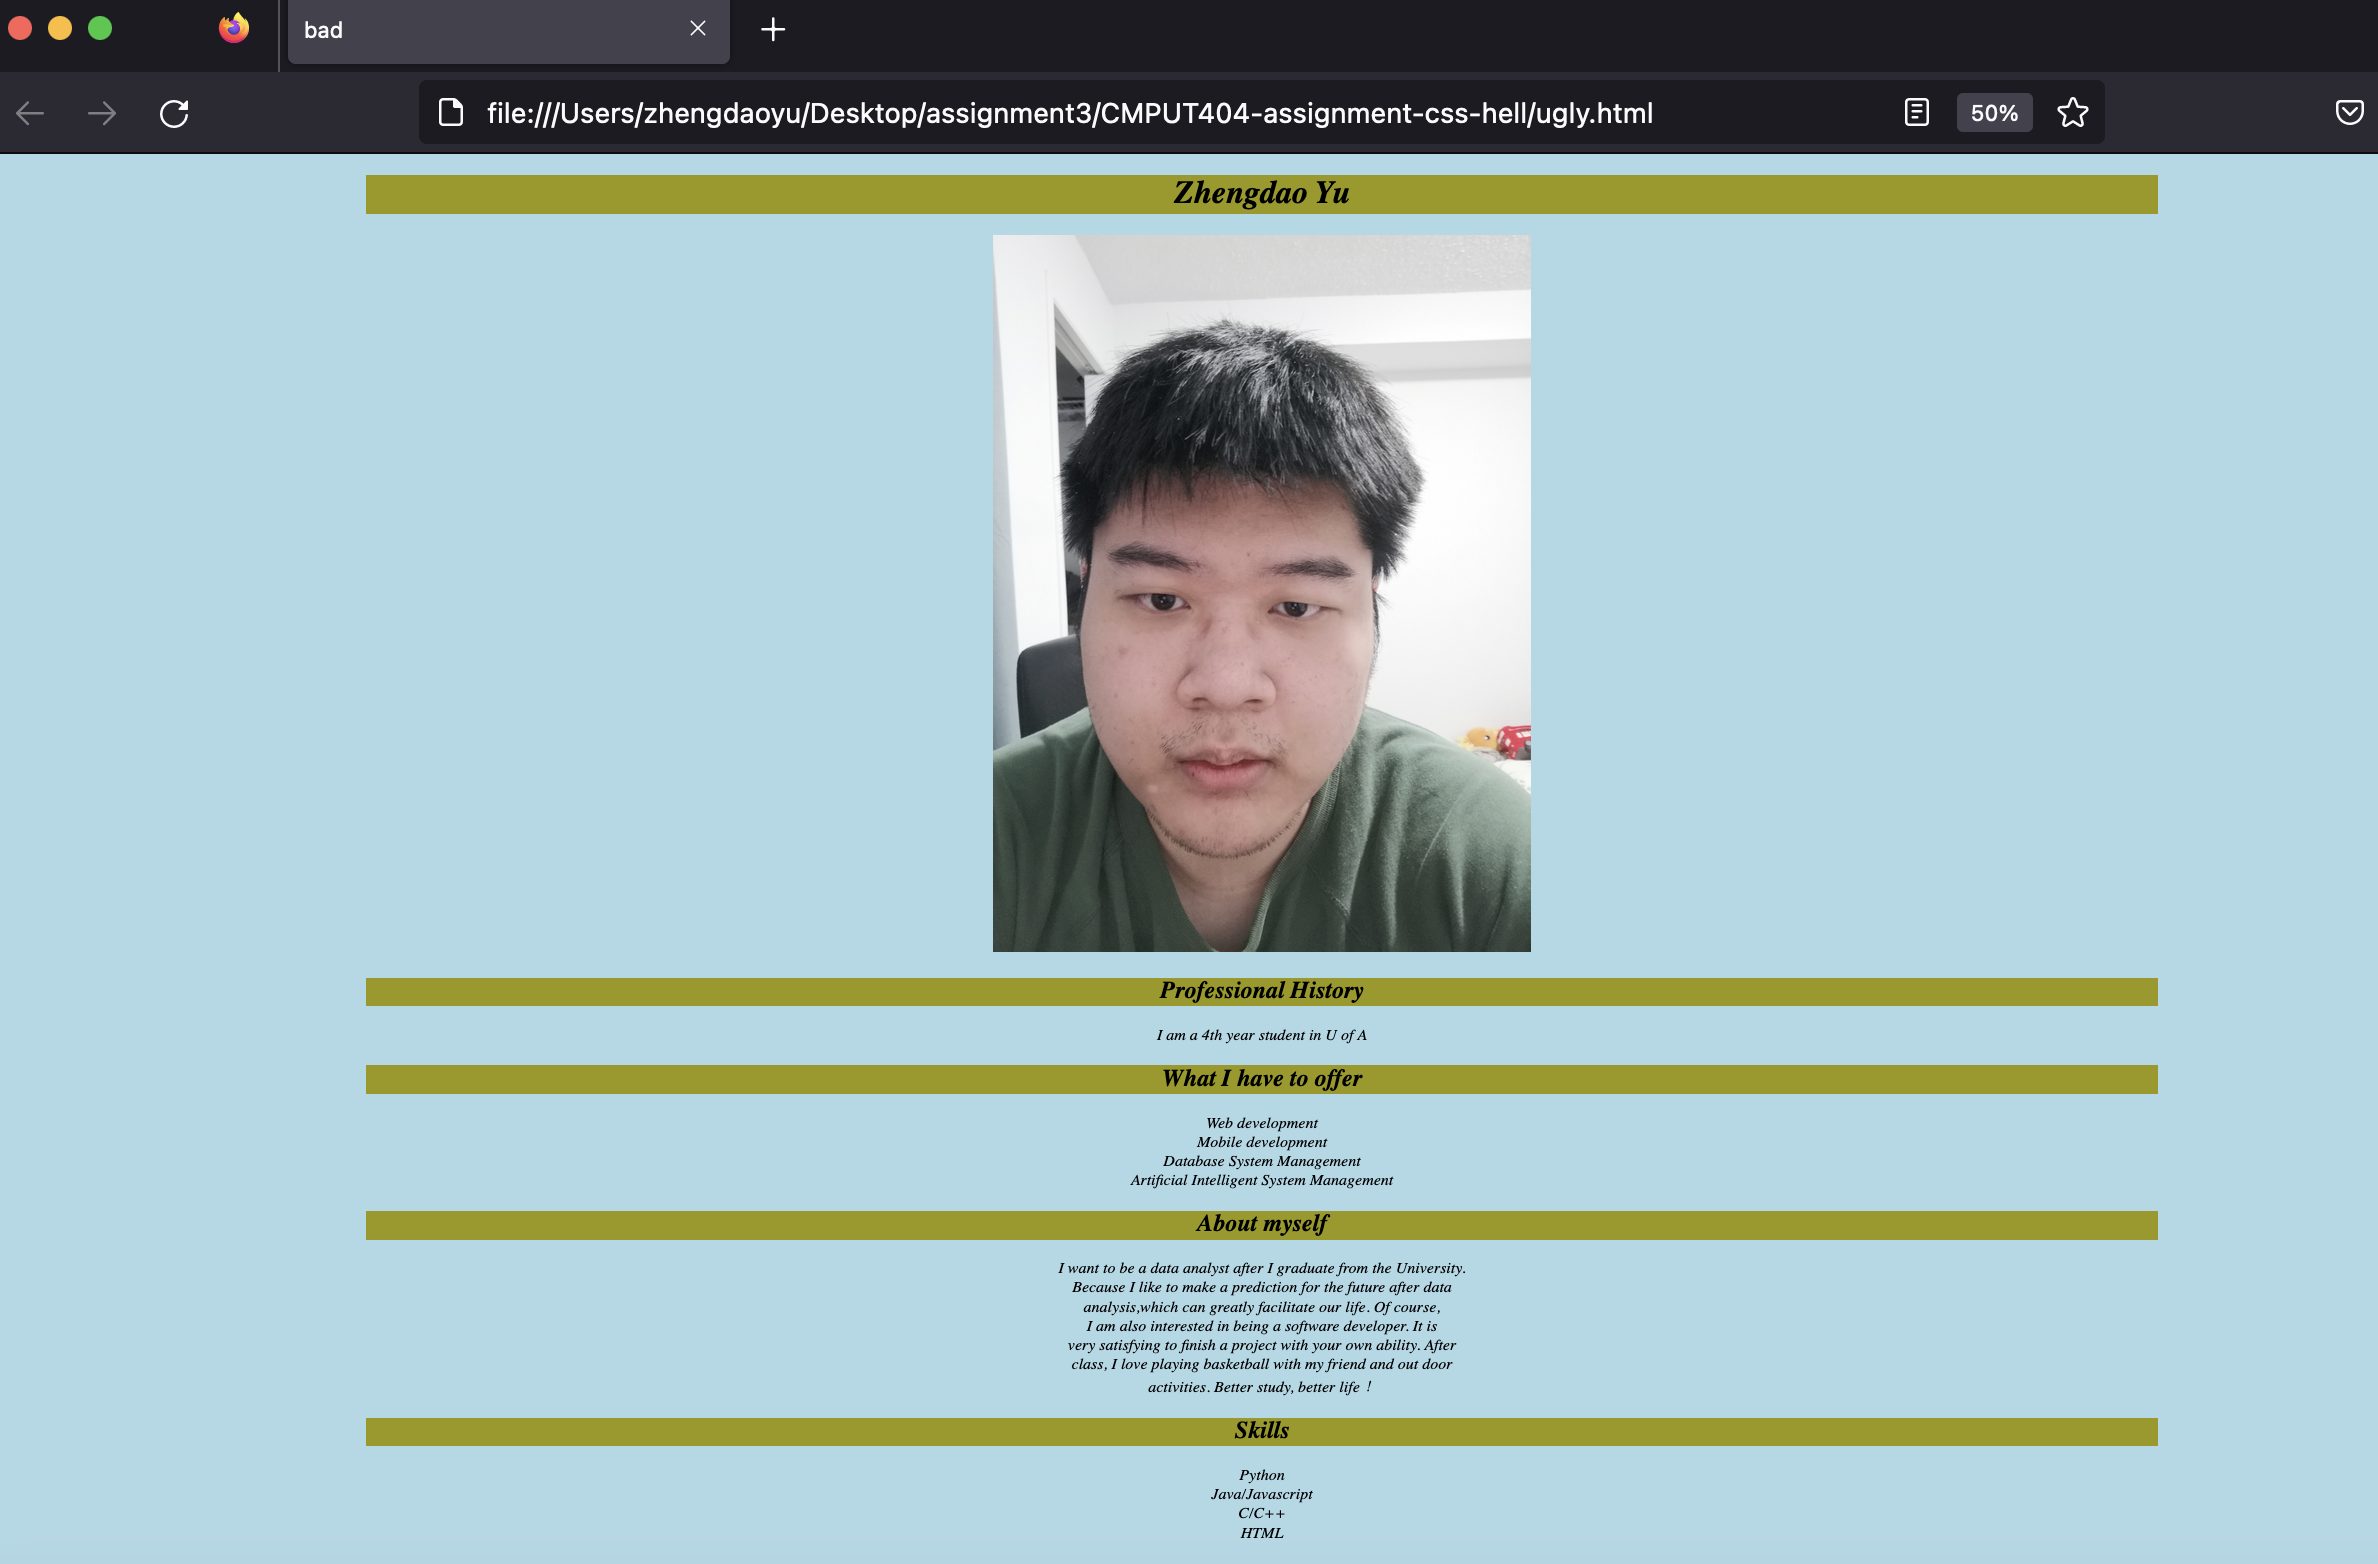 bad
file:///Users/zhengdaoyu/Desktop/assignment3/CMPUT404-assignment-css-hell/ugly.html
50%
Zhengdao Yu
Professional History
I am a 4th year student in U of A
What I have to offer
Web development
Mobile development
Database System Management
Artificial Intelligent System Management
About myself
I want to be a data analyst after I graduate from the University.
Because I like to make a prediction for the future after data
analysis,which can greatly facilitate our life. Of course,
I am also interested in being a software developer. It is
very satisfying to finish a project with your own ability. After
class, I love playing basketball with my friend and out door
activities. Better study, better life！
Skills
Python
Java/Javascript
C/C++
HTML